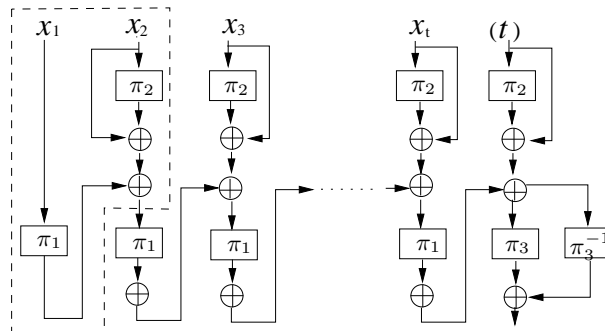 x₁ x₂ x₃ xₜ (t)
π₂ π₂ π₂ π₂
. . . . . .
π₁ π₁ π₁ π₁ π₃ π₃⁻¹